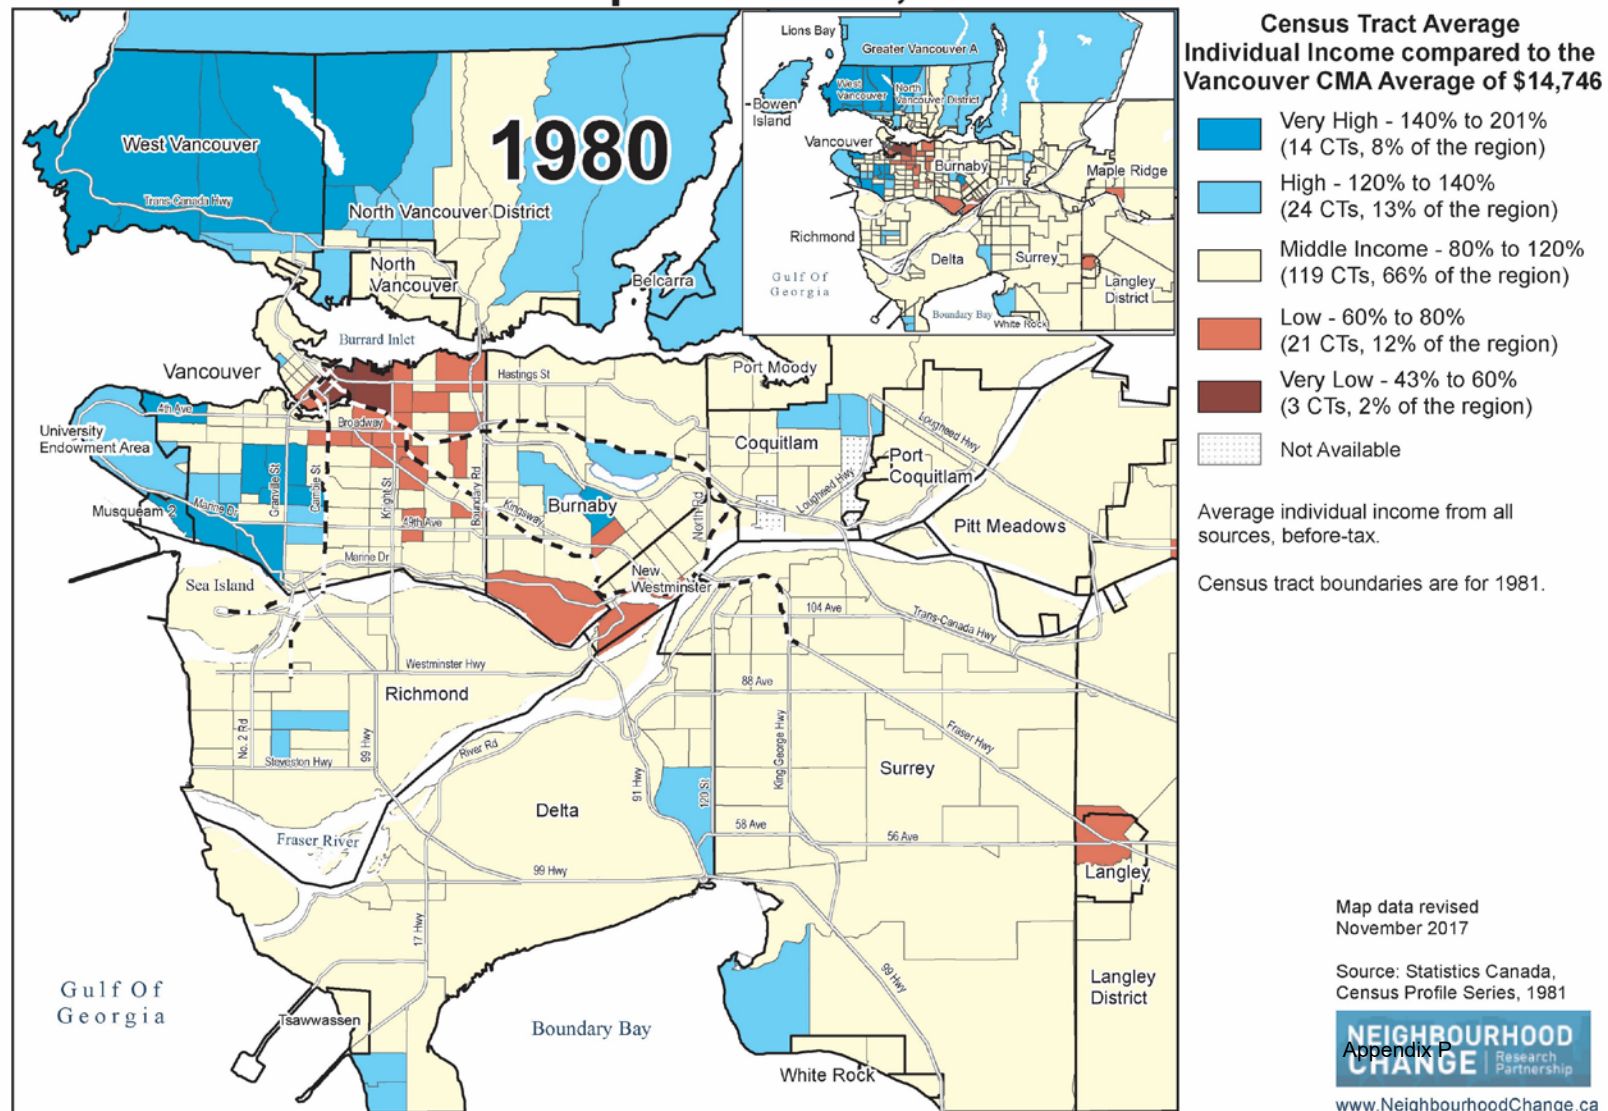 1980
West Vancouver
Trans-Canada Hwy
North Vancouver District
North
Vancouver
Belcarra
Burrard Inlet
Vancouver
Hastings St
Port Moody
4th Ave
Broadway
University
Endowment Area
Coquitlam
Lougheed Hwy
Port
Coquitlam
Granville St
Cambie St
Knight St
Boundary Rd
Burnaby
North Rd
Lougheed Hwy
Musqueam 2
Marine Dr
Kingsway
49th Ave
Pitt Meadows
Marine Dr
Sea Island
New
Westminster
104 Ave
Trans-Canada Hwy
Westminster Hwy
Richmond
88 Ave
No. 2 Rd
99 Hwy
River Rd
King George Hwy
Fraser Hwy
Steveston Hwy
Surrey
91 Hwy
120 St
Delta
58 Ave
56 Ave
Fraser River
99 Hwy
Langley
17 Hwy
99 Hwy
Gulf Of
Georgia
Tsawwassen
Boundary Bay
Langley
District
White Rock
Lions Bay
Greater Vancouver A
West
Vancouver
North
Vancouver District
Bowen
Island
Vancouver
Burnaby
Maple Ridge
Richmond
Delta
Surrey
Gulf Of
Georgia
Langley
District
Boundary Bay
White Rock
Census Tract Average
Individual Income compared to the
Vancouver CMA Average of $14,746
Very High - 140% to 201%
(14 CTs, 8% of the region)
High - 120% to 140%
(24 CTs, 13% of the region)
Middle Income - 80% to 120%
(119 CTs, 66% of the region)
Low - 60% to 80%
(21 CTs, 12% of the region)
Very Low - 43% to 60%
(3 CTs, 2% of the region)
Not Available
Average individual income from all
sources, before-tax.
Census tract boundaries are for 1981.
Map data revised
November 2017
Source: Statistics Canada,
Census Profile Series, 1981
NEIGHBOURHOOD
CHANGE
Research
Partnership
Appendix P
www.NeighbourhoodChange.ca